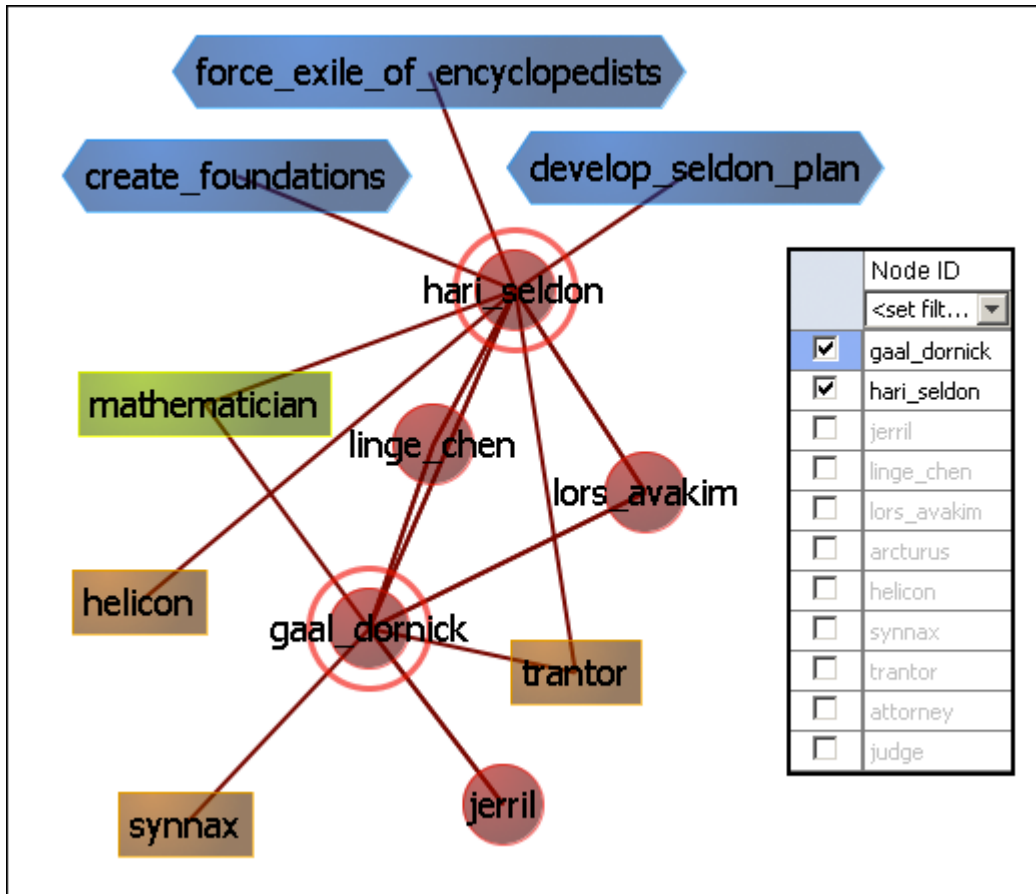 force_exile_of_encyclopedists
create_foundations
develop_seldon_plan
hari_seldon
mathematician
linge_chen
lors_avakim
helicon
gaal_dornick
trantor
synnax
jerril
Node ID
<set filt...
gaal_dornick
hari_seldon
jerril
linge_chen
lors_avakim
arcturus
helicon
synnax
trantor
attorney
judge